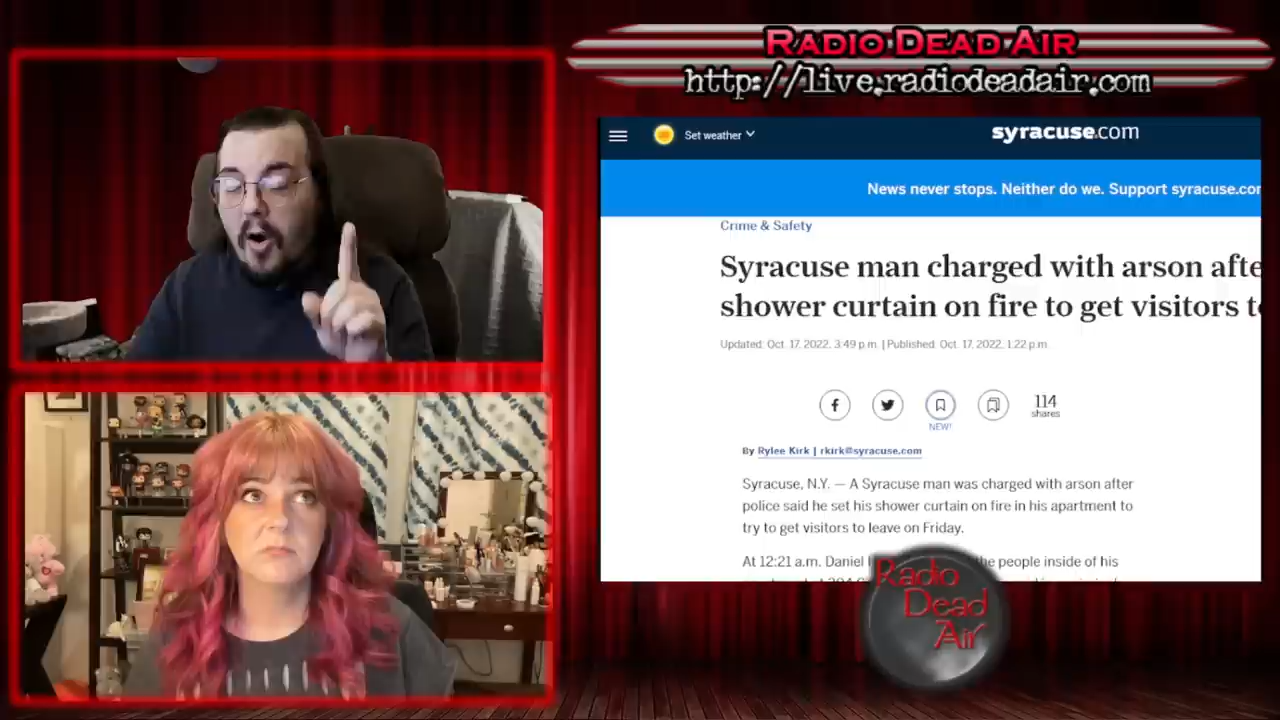 Radio Dead Air
http://live.radiodeadair.com
Set weather
syracuse.com
News never stops. Neither do we. Support syracuse.co
Crime & Safety
Syracuse man charged with arson afte
shower curtain on fire to get visitors t
Updated: Oct. 17, 2022, 3:49 p.m. | Published: Oct. 17, 2022, 1:22 p.m.
114
shares
NEW!
By Rylee Kirk | rkirk@syracuse.com
Syracuse, N.Y. — A Syracuse man was charged with arson after
police said he set his shower curtain on fire in his apartment to
try to get visitors to leave on Friday.
At 12:21 a.m. Daniel the people inside of his
Radio
Dead
Air